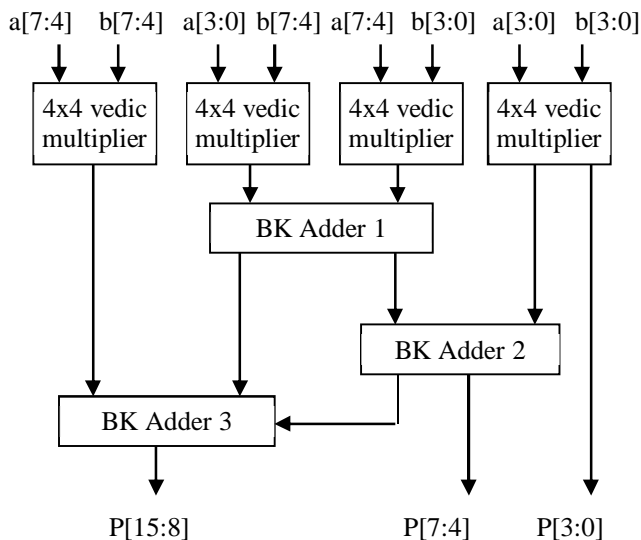 a[7:4] b[7:4] a[3:0] b[7:4] a[7:4] b[3:0] a[3:0] b[3:0]
4x4 vedic multiplier
4x4 vedic multiplier
4x4 vedic multiplier
4x4 vedic multiplier
BK Adder 1
BK Adder 2
BK Adder 3
P[15:8] P[7:4] P[3:0]